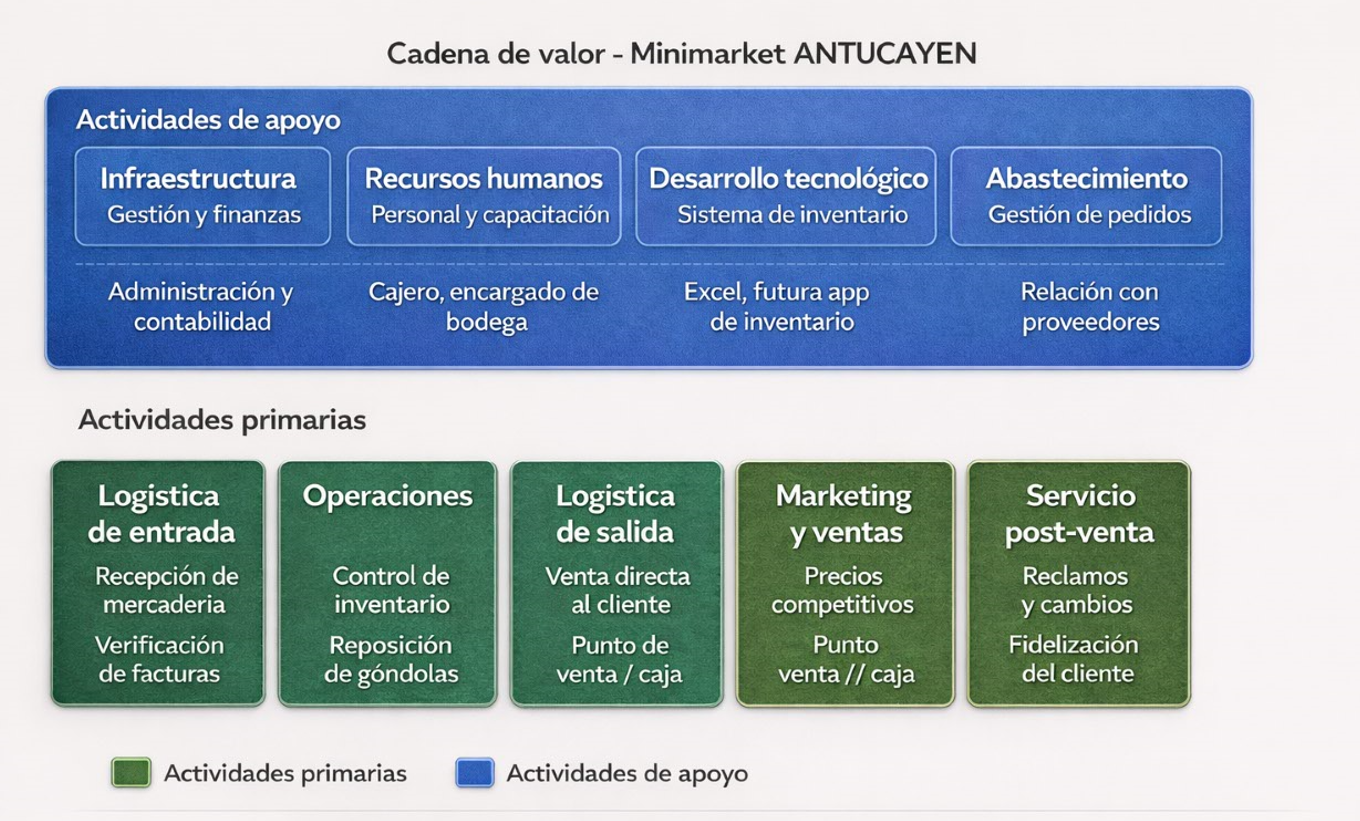 Cadena de valor - Minimarket ANTUCAYEN
Actividades de apoyo
Infraestructura
Gestión y finanzas
Recursos humanos
Personal y capacitación
Desarrollo tecnológico
Sistema de inventario
Abastecimiento
Gestión de pedidos
Administración y
contabilidad
Cajero, encargado de
bodega
Excel, futura app
de inventario
Relación con
proveedores
Actividades primarias
Logistica
de entrada
Recepción de
mercaderia
Verificación
de facturas
Operaciones
Control de
inventario
Reposición
de góndolas
Logistica
de salida
Venta directa
al cliente
Punto de
venta / caja
Marketing
y ventas
Precios
competitivos
Punto
venta // caja
Servicio
post-venta
Reclamos
y cambios
Fidelización
del cliente
Actividades primarias
Actividades de apoyo